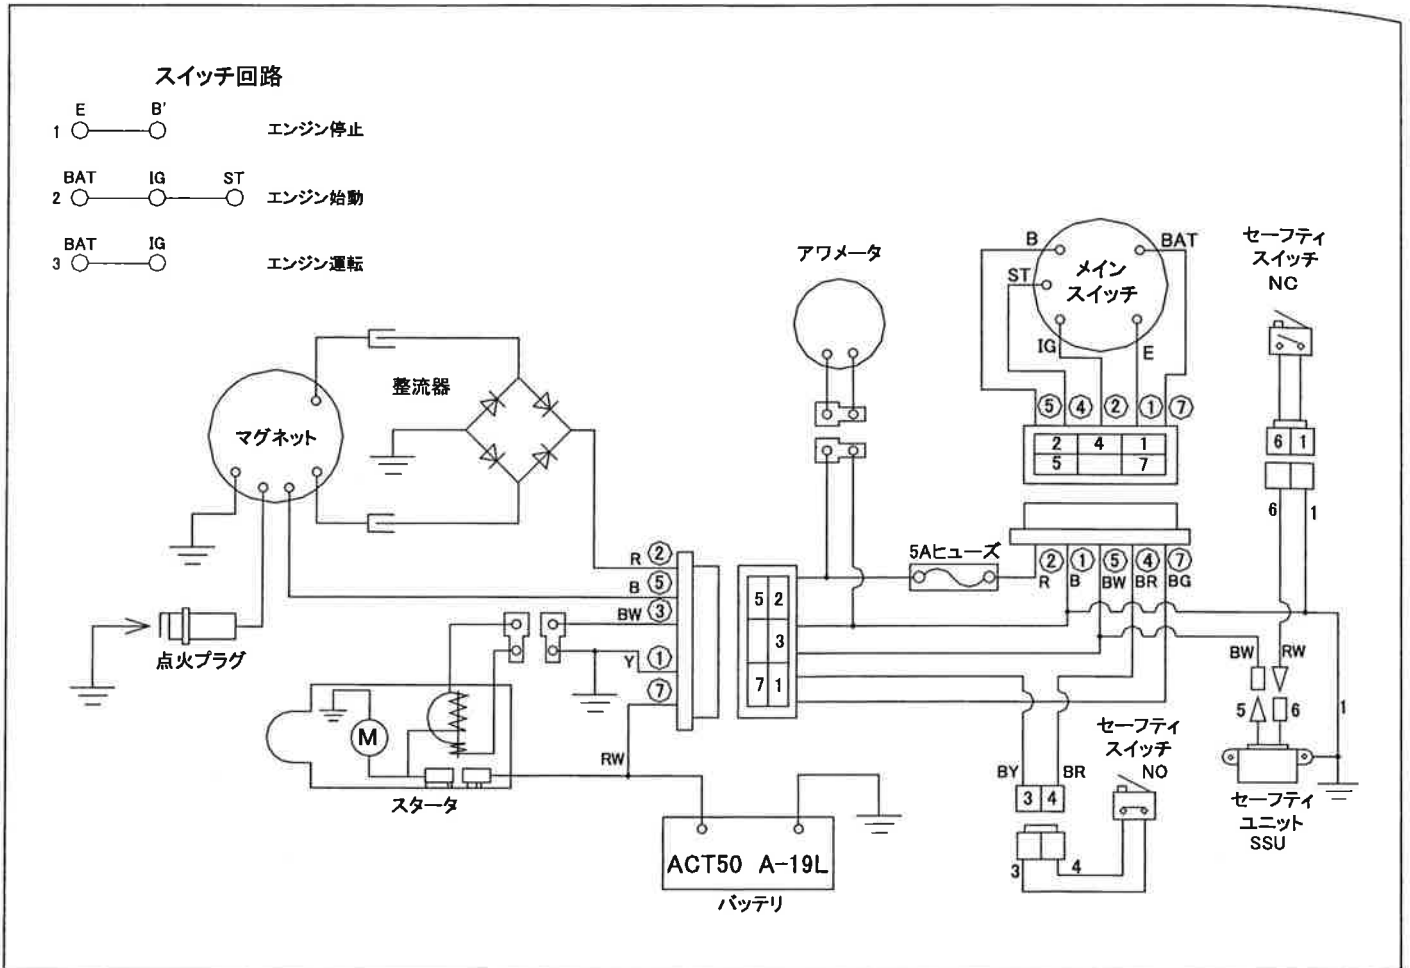 スイッチ回路
E B'
1 エンジン停止
BAT IG ST
2 エンジン始動
BAT IG
3 エンジン運転
アワメータ
B
BAT
ST
メイン
スイッチ
IG
E
⑤ ④ ② ① ⑦
2 4 1
5 7
セーフティ
スイッチ
NC
6 1
6
1
整流器
マグネット
点火プラグ
R ②
B ⑤
BW ③
Y ①
⑦
5 2
3
7 1
5Aヒューズ
② ① ⑤ ④ ⑦
R B BW BR BG
BW RW
5 6
1
セーフティ
ユニット
SSU
セーフティ
スイッチ
NO
BY BR
3 4
3 4
M
スタータ
RW
ACT50 A-19L
バッテリ